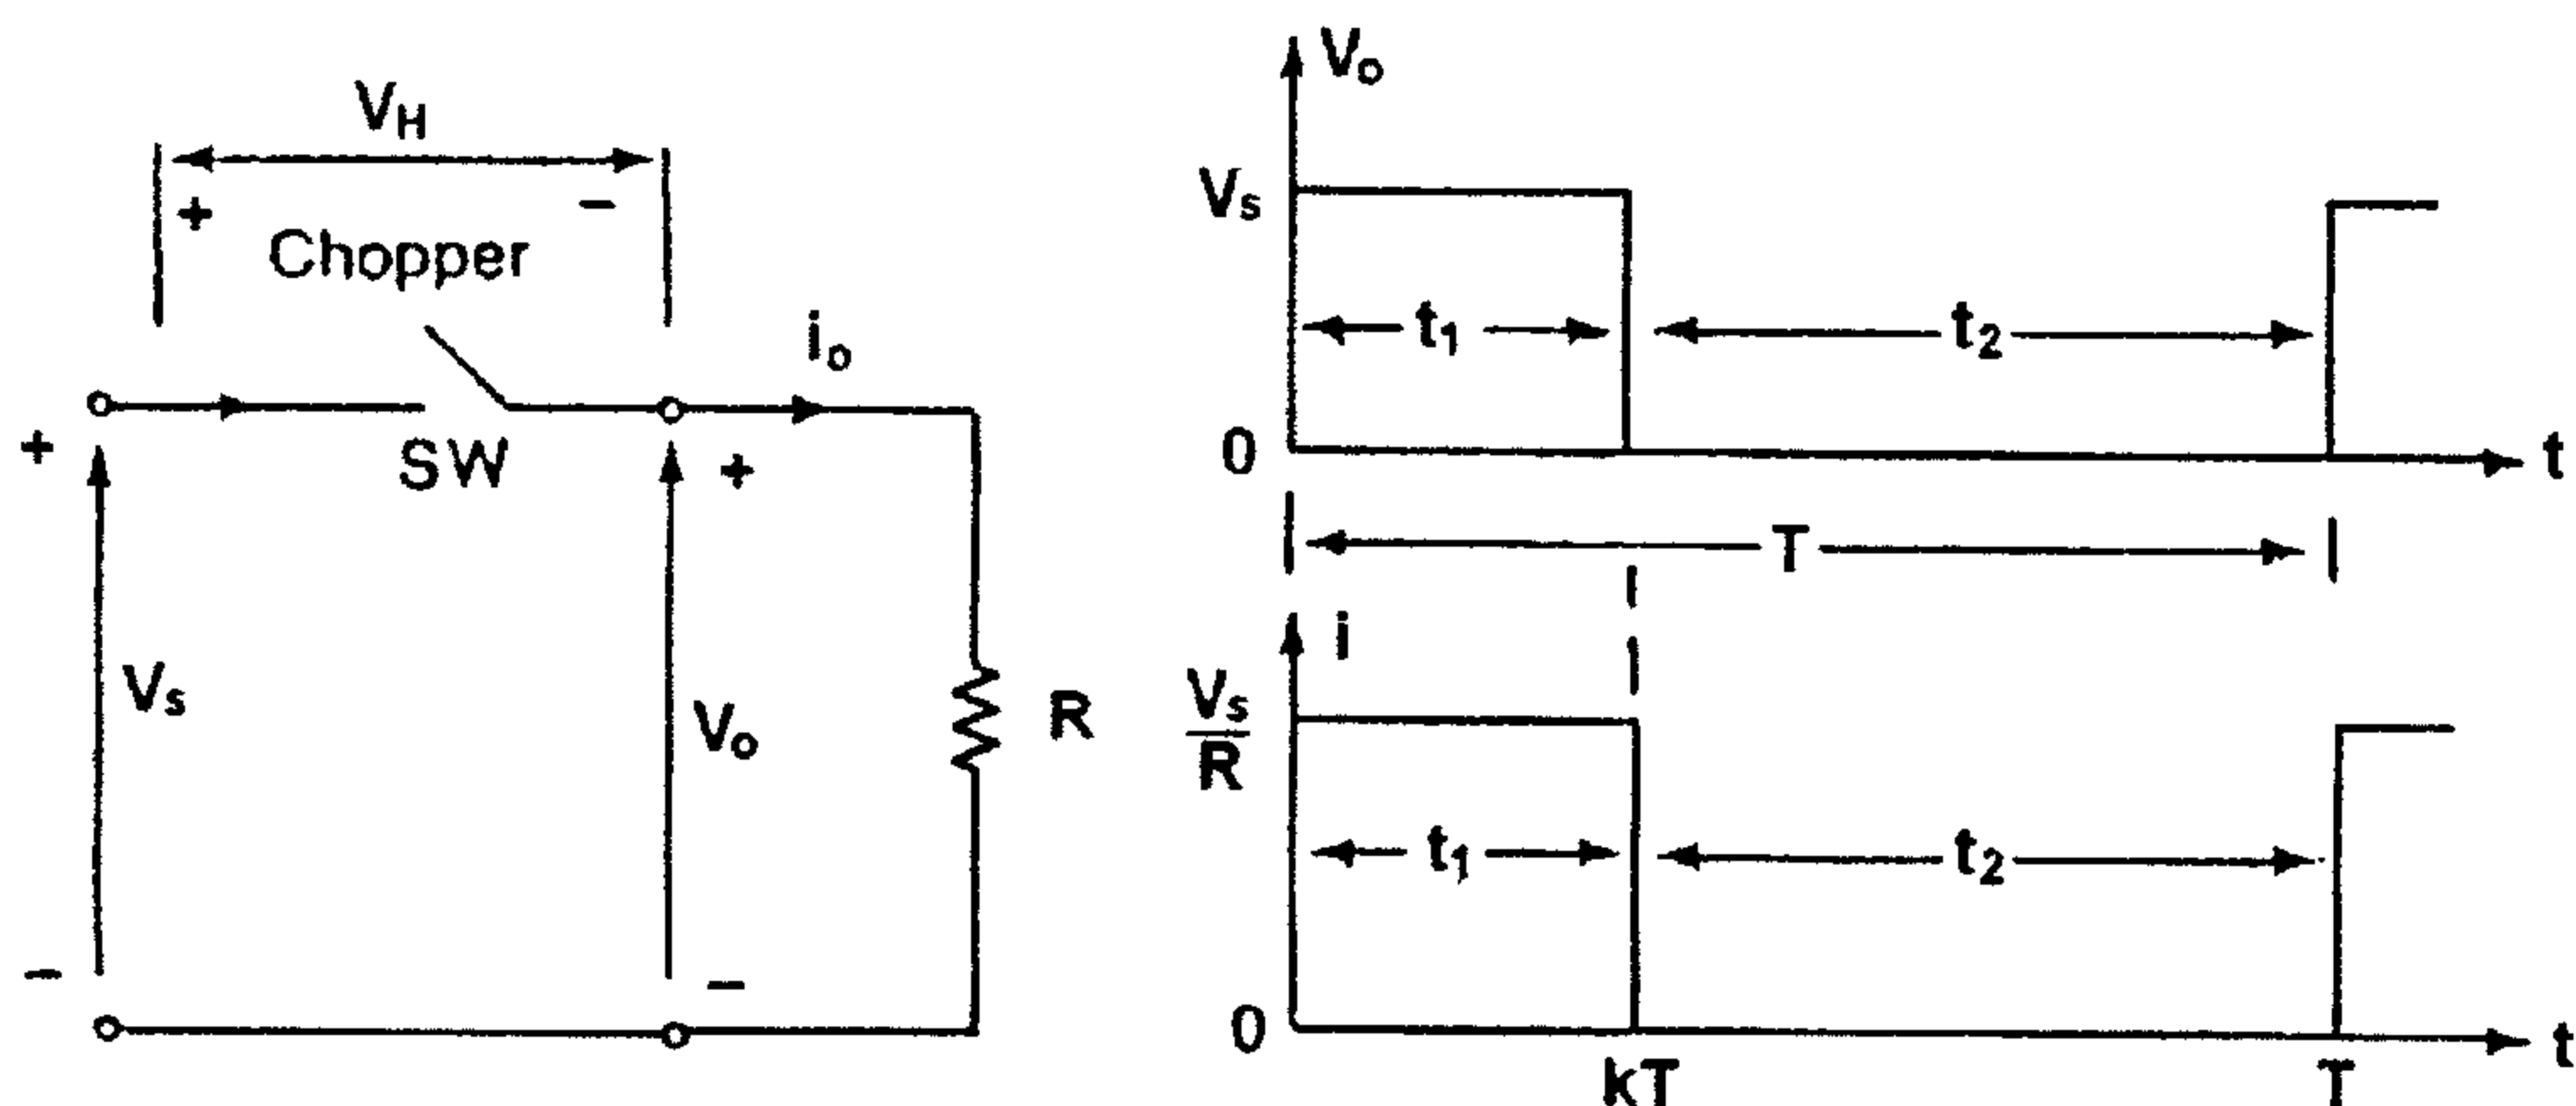 V_H
+ −
Chopper
i_o
SW
+
+
V_s
V_o
R
−
−
V_o
V_s
t_1
t_2
0
t
T
i
V_s
R
t_1
t_2
0
t
kT
T